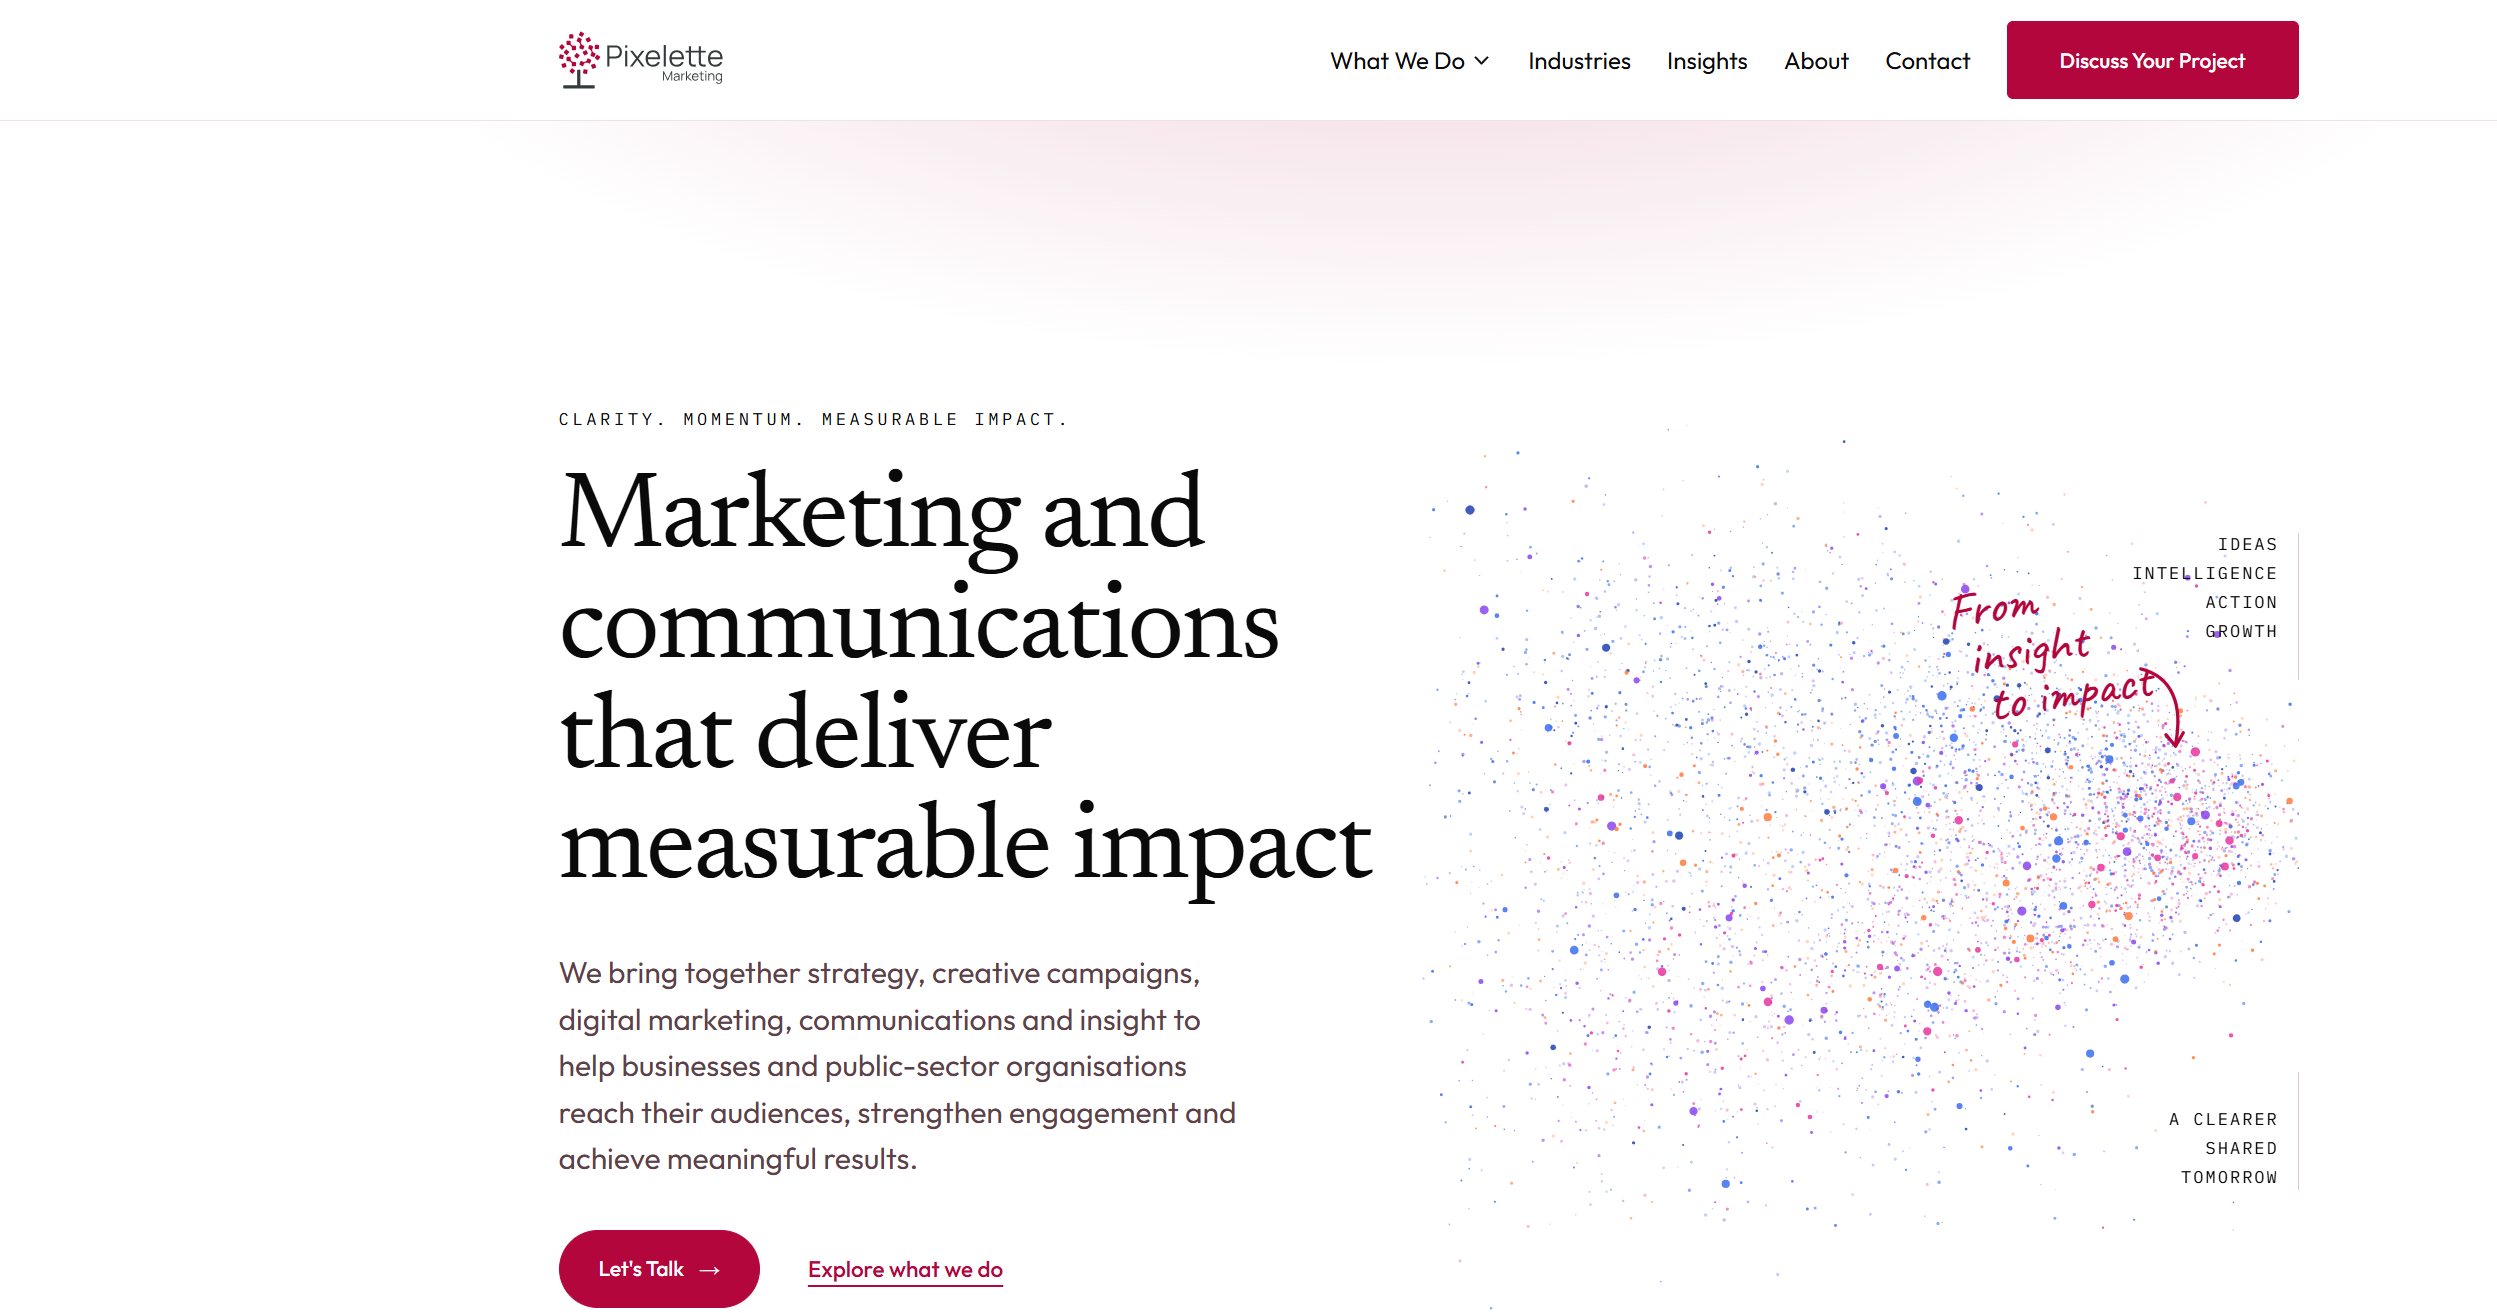 Pixelette
Marketing
What We Do
Industries
Insights
About
Contact
Discuss Your Project
CLARITY. MOMENTUM. MEASURABLE IMPACT.
Marketing and
communications
that deliver
measurable impact
We bring together strategy, creative campaigns,
digital marketing, communications and insight to
help businesses and public-sector organisations
reach their audiences, strengthen engagement and
achieve meaningful results.
Let's Talk →
Explore what we do
From
insight
to impact
IDEAS
INTELLIGENCE
ACTION
GROWTH
A CLEARER
SHARED
TOMORROW